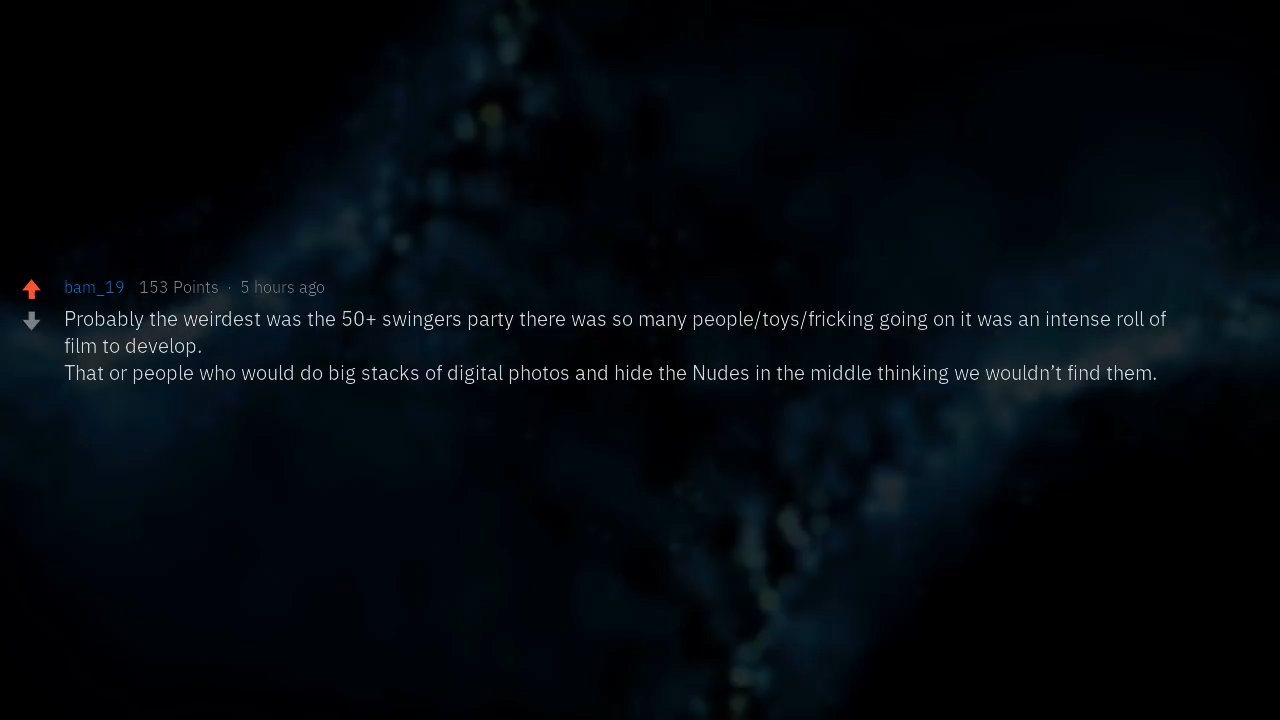 bam_19 153 Points · 5 hours ago
Probably the weirdest was the 50+ swingers party there was so many people/toys/fricking going on it was an intense roll of
film to develop.
That or people who would do big stacks of digital photos and hide the Nudes in the middle thinking we wouldn’t find them.